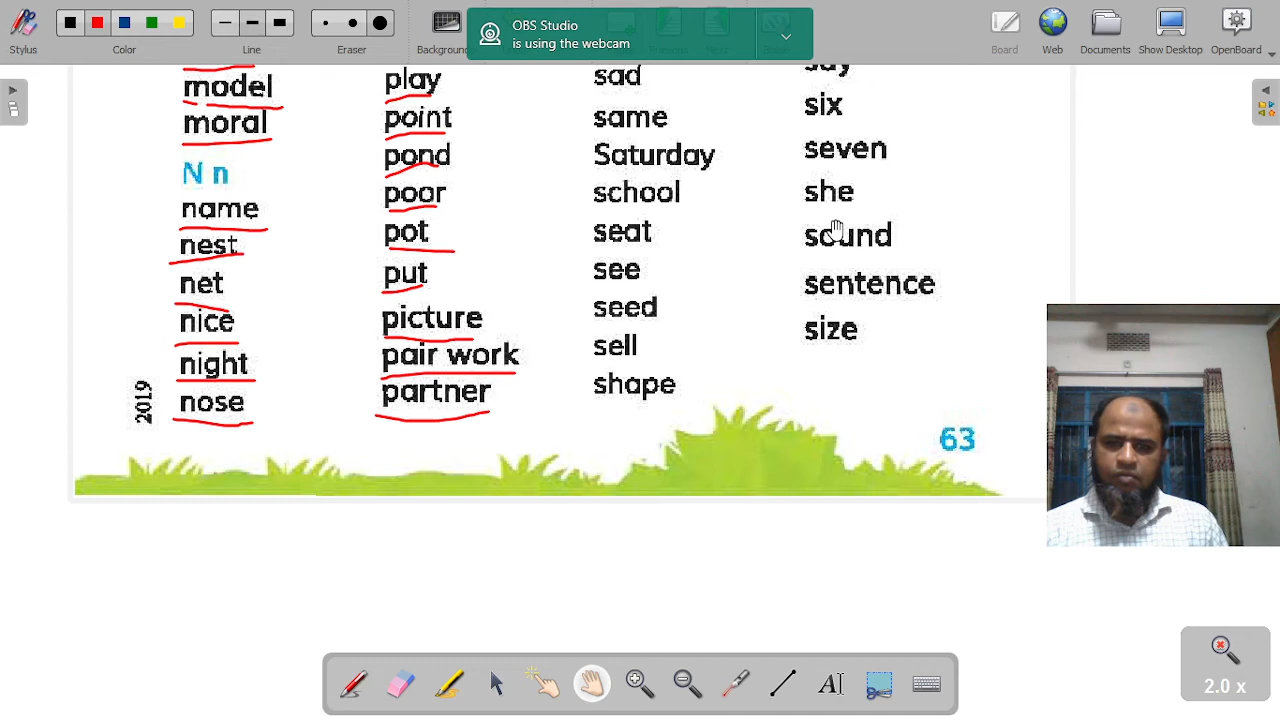 OBS Studio
is using the webcam
Stylus
Color
Line
Eraser
Board
Web
Documents
Show Desktop
OpenBoard
model
moral
N n
name
nest
net
nice
night
nose
play
point
pond
poor
pot
put
picture
pair work
partner
sad
same
Saturday
school
seat
see
seed
sell
shape
say
six
seven
she
sound
sentence
size
2019
63
2.0 x